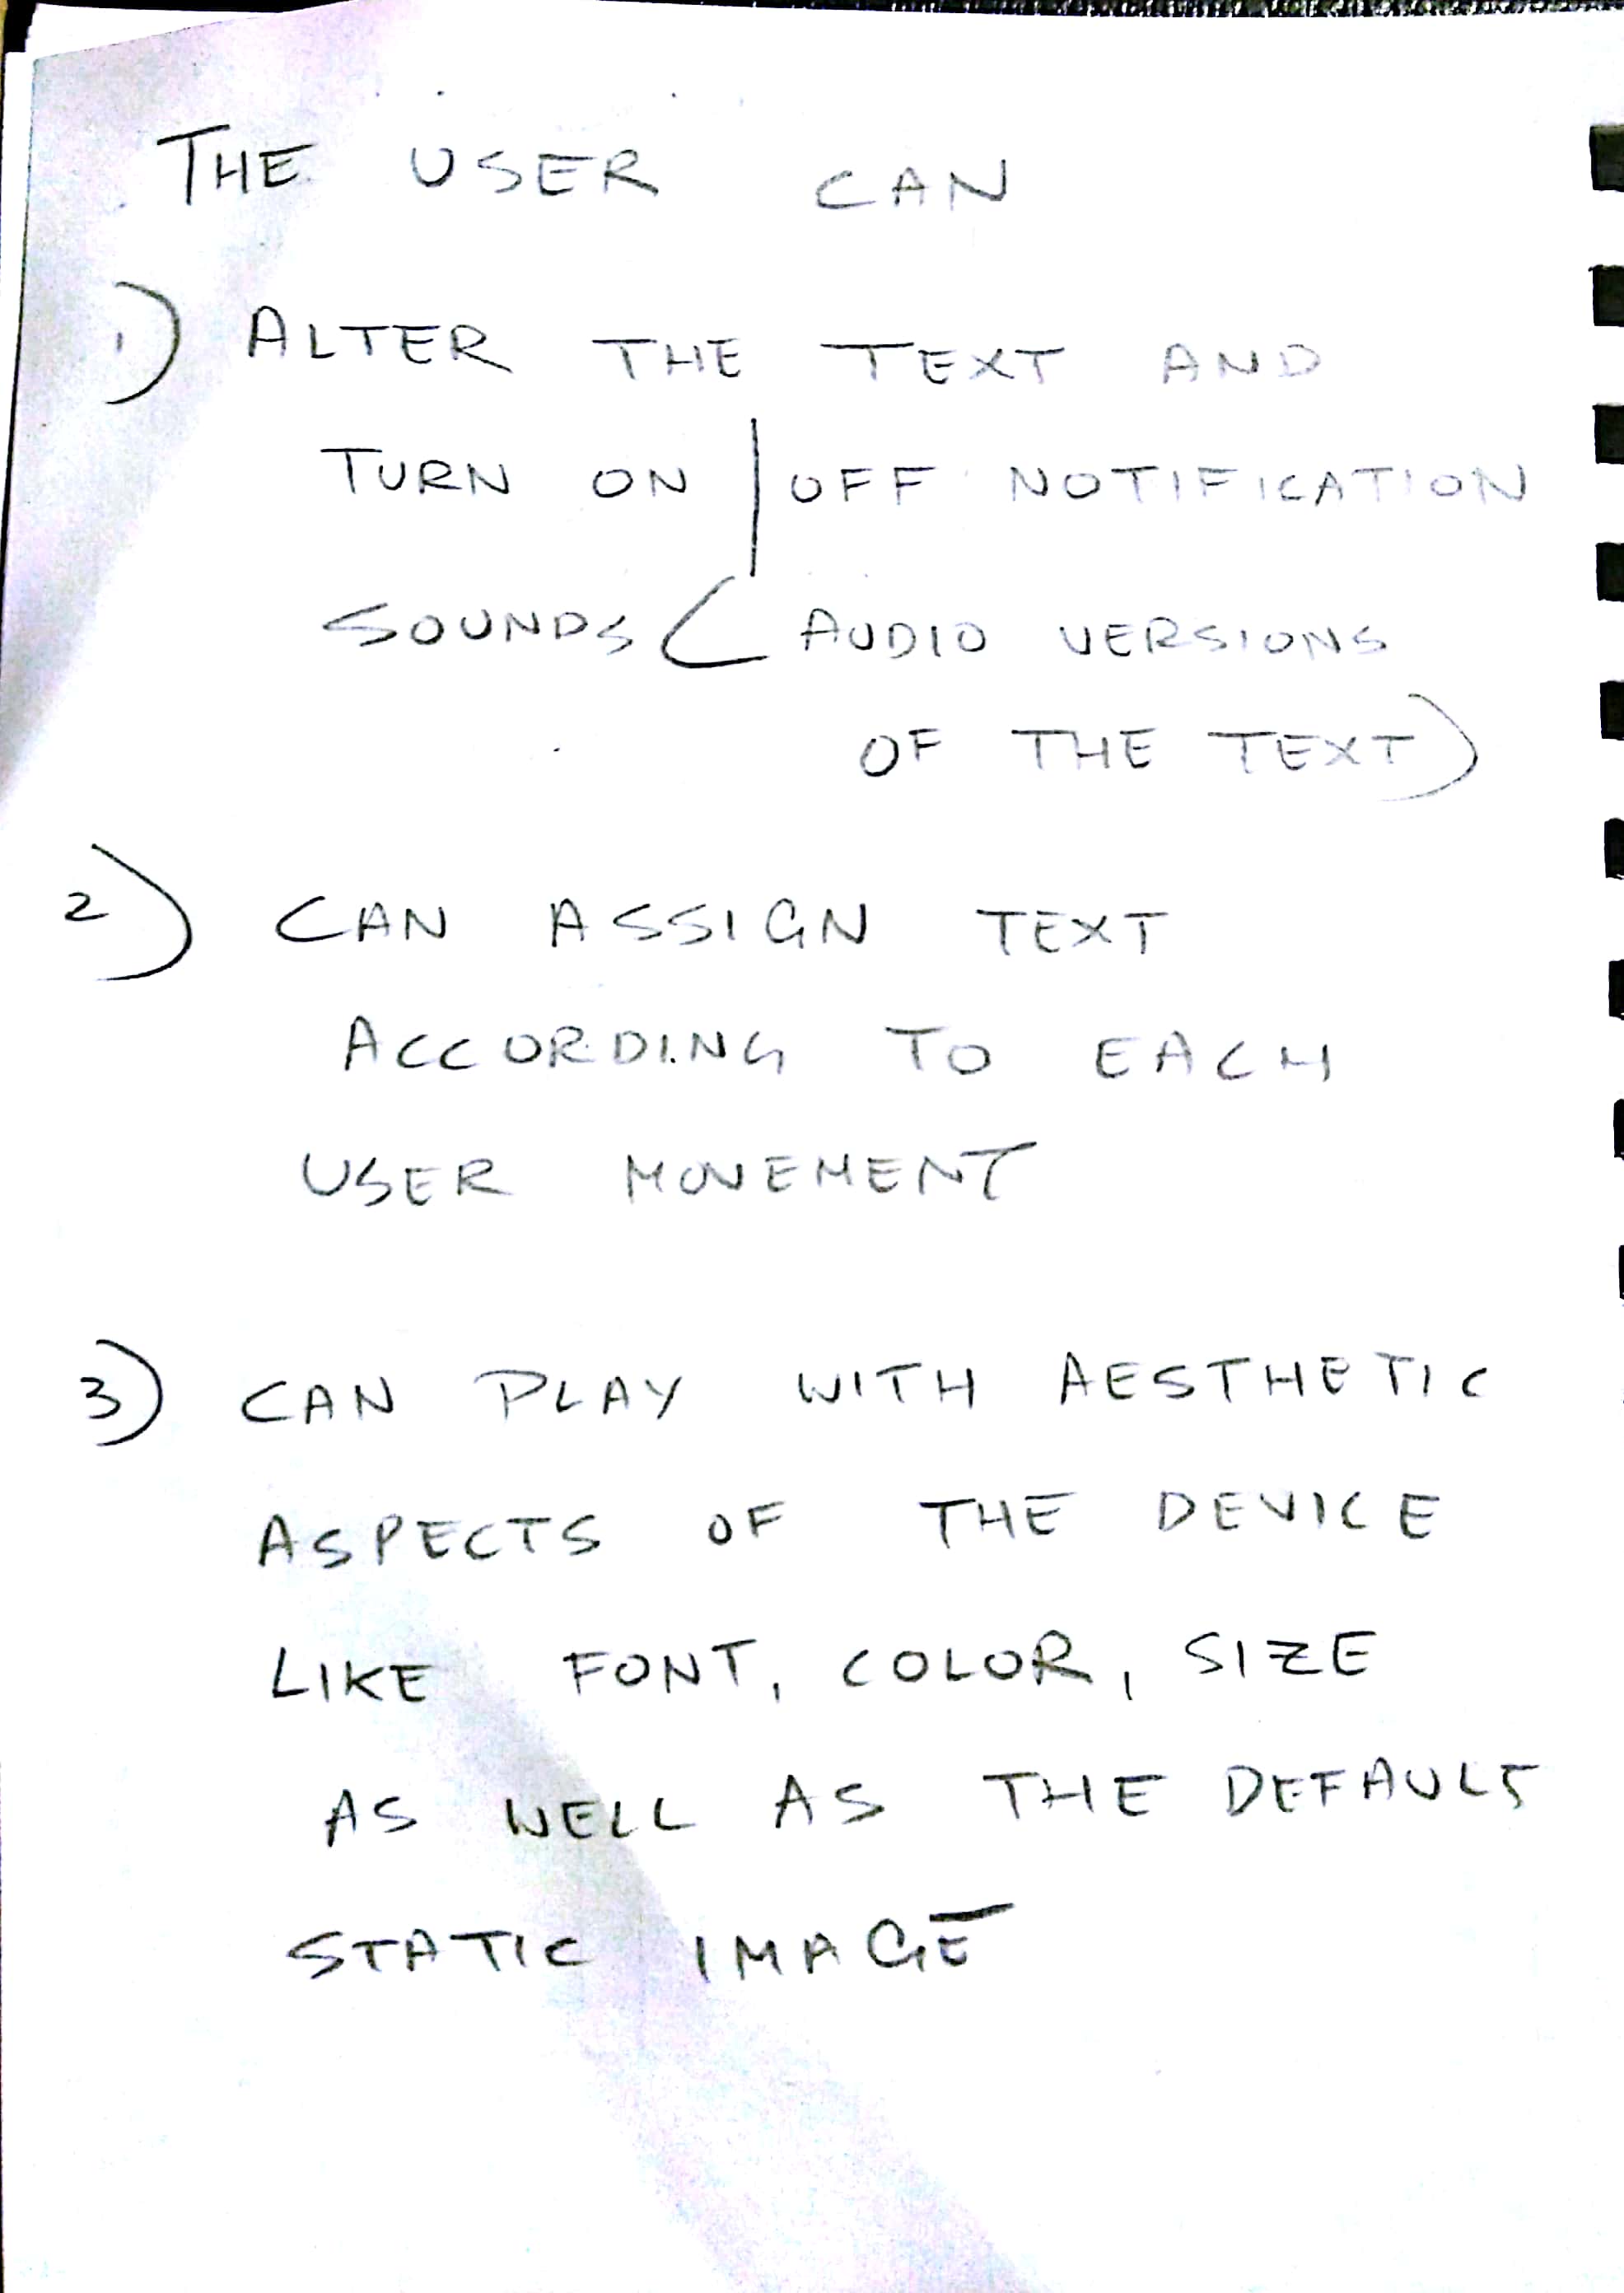 THE USER CAN
1) ALTER THE TEXT AND
TURN ON / OFF NOTIFICATION
SOUNDS ( AUDIO VERSIONS
OF THE TEXT)
2) CAN ASSIGN TEXT
ACCORDING TO EACH
USER MOVEMENT
3) CAN PLAY WITH AESTHETIC
ASPECTS OF THE DEVICE
LIKE FONT, COLOR, SIZE
AS WELL AS THE DEFAULT
STATIC IMAGE